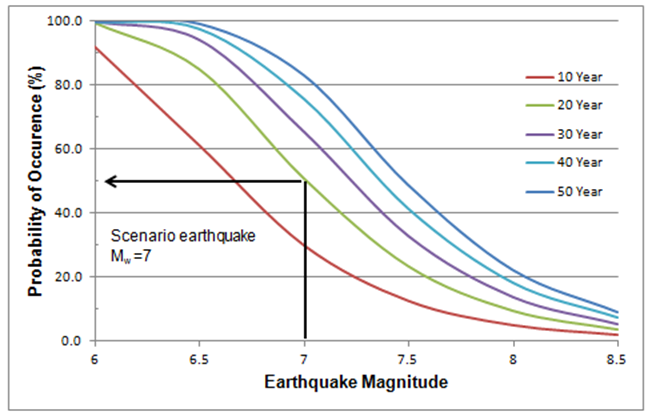 Probability of Occurence (%)
100.0
80.0
60.0
40.0
20.0
0.0
10 Year
20 Year
30 Year
40 Year
50 Year
Scenario earthquake
Mw =7
6
6.5
7
7.5
8
8.5
Earthquake Magnitude